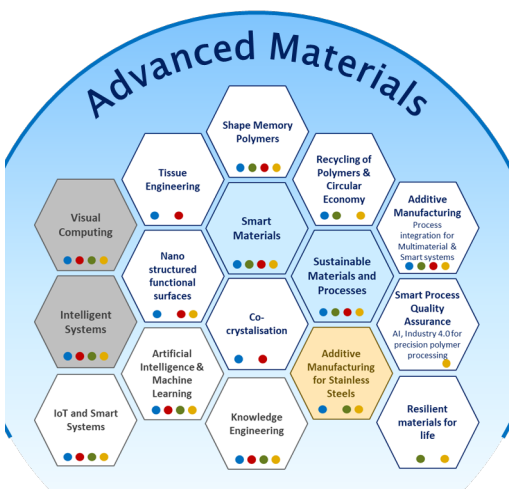 Advanced Materials
Shape Memory
Polymers
Tissue
Engineering
Recycling of
Polymers &
Circular
Economy
Visual
Computing
Smart
Materials
Additive
Manufacturing
Process
integration for
Multimaterial &
Smart systems
Nano
structured
functional
surfaces
Sustainable
Materials and
Processes
Intelligent
Systems
Co-
crystalisation
Smart Process
Quality
Assurance
AI, Industry 4.0 for
precision polymer
processing
Artificial
Intelligence &
Machine
Learning
Additive
Manufacturing
for Stainless
Steels
IoT and Smart
Systems
Knowledge
Engineering
Resilient
materials for
life